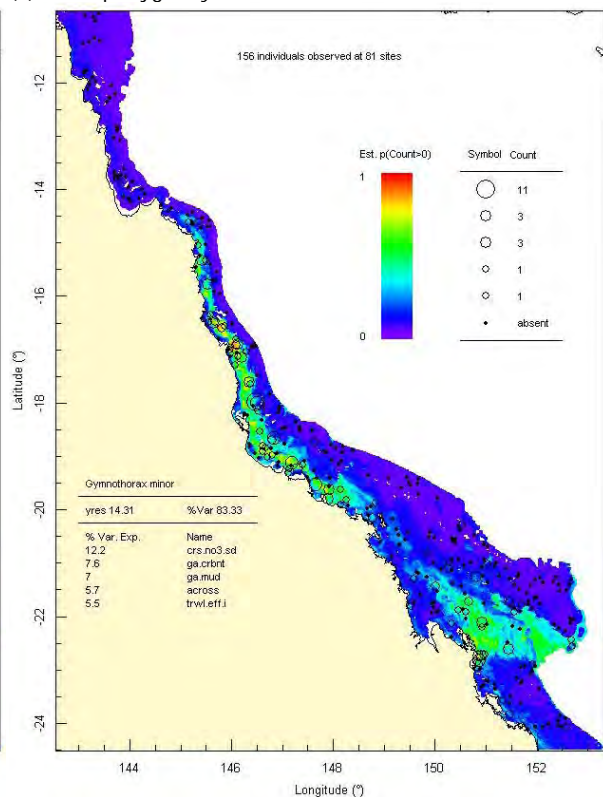 156 individuals observed at 81 sites
Est. p(Count>0)
1
0
Symbol Count
11
3
3
1
1
absent
Gymnothorax minor
yres 14.31 %Var 83.33
% Var. Exp. Name
12.2 crs.no3.sd
7.6 ga.crbnt
7 ga.mud
5.7 across
5.5 trwl.eff.i
Latitude (°)
-12
-14
-16
-18
-20
-22
-24
144 146 148 150 152
Longitude (°)